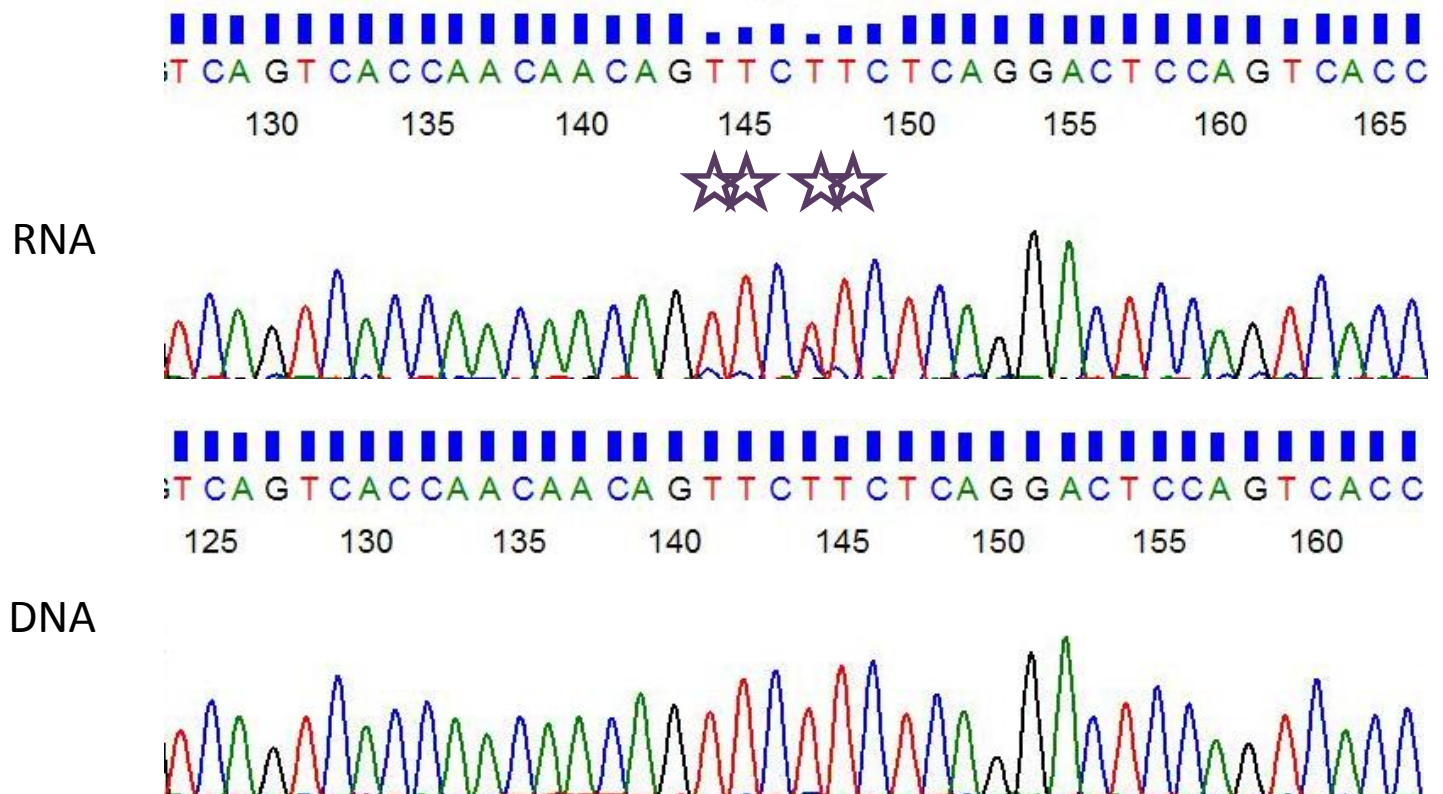 TCAGTCACCAACAACAGTTCTTCTCAGGACTCCAGTCACC
130 135 140 145 150 155 160 165
RNA
TCAGTCACCAACAACAGTTCTTCTCAGGACTCCAGTCACC
125 130 135 140 145 150 155 160
DNA